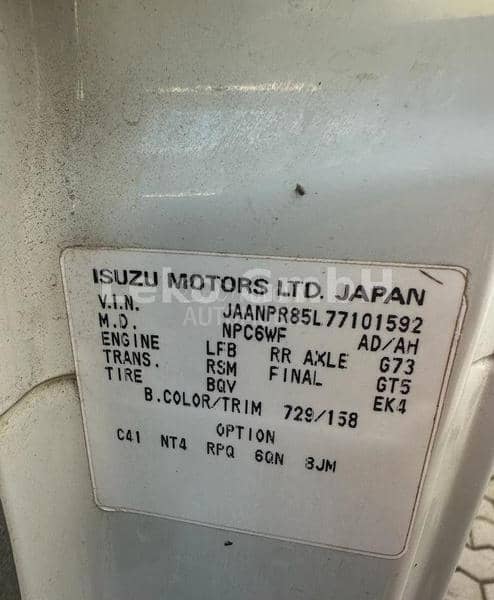 ISUZU MOTORS LTD. JAPAN
V.I.N. JAANPR85L77101592
M.D. NPC6WF AD/AH
ENGINE LFB RR AXLE G73
TRANS. RSM FINAL GT5
TIRE BQV EK4
B.COLOR/TRIM 729/158
OPTION
C41 NT4 RPQ 6QN 8JM
GmbH